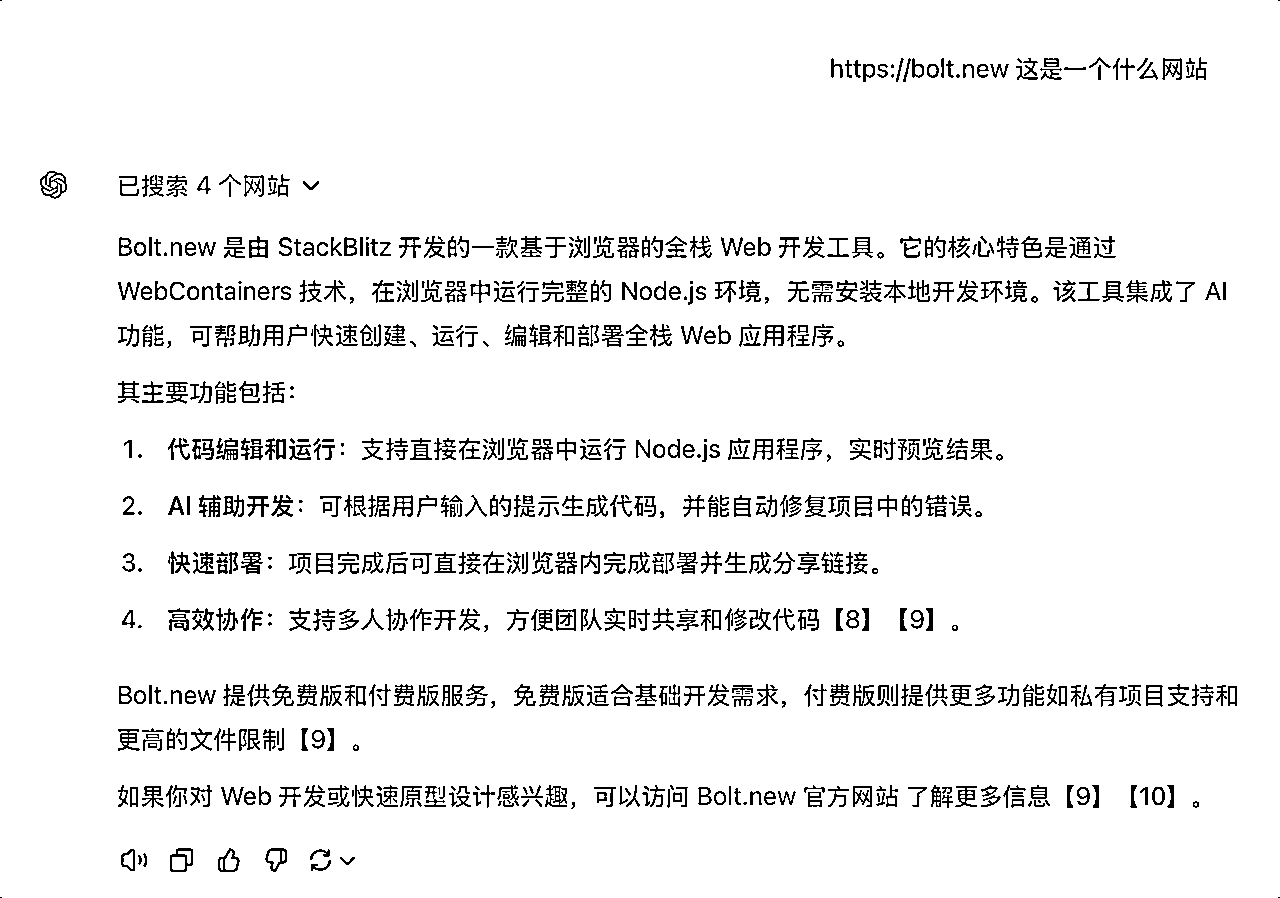 https://bolt.new 这是一个什么网站
已搜索 4 个网站
Bolt.new 是由 StackBlitz 开发的一款基于浏览器的全栈 Web 开发工具。它的核心特色是通过
WebContainers 技术，在浏览器中运行完整的 Node.js 环境，无需安装本地开发环境。该工具集成了 AI
功能，可帮助用户快速创建、运行、编辑和部署全栈 Web 应用程序。
其主要功能包括：
1. 代码编辑和运行：支持直接在浏览器中运行 Node.js 应用程序，实时预览结果。
2. AI 辅助开发：可根据用户输入的提示生成代码，并能自动修复项目中的错误。
3. 快速部署：项目完成后可直接在浏览器内完成部署并生成分享链接。
4. 高效协作：支持多人协作开发，方便团队实时共享和修改代码【8】【9】。
Bolt.new 提供免费版和付费版服务，免费版适合基础开发需求，付费版则提供更多功能如私有项目支持和
更高的文件限制【9】。
如果你对 Web 开发或快速原型设计感兴趣，可以访问 Bolt.new 官方网站 了解更多信息【9】【10】。